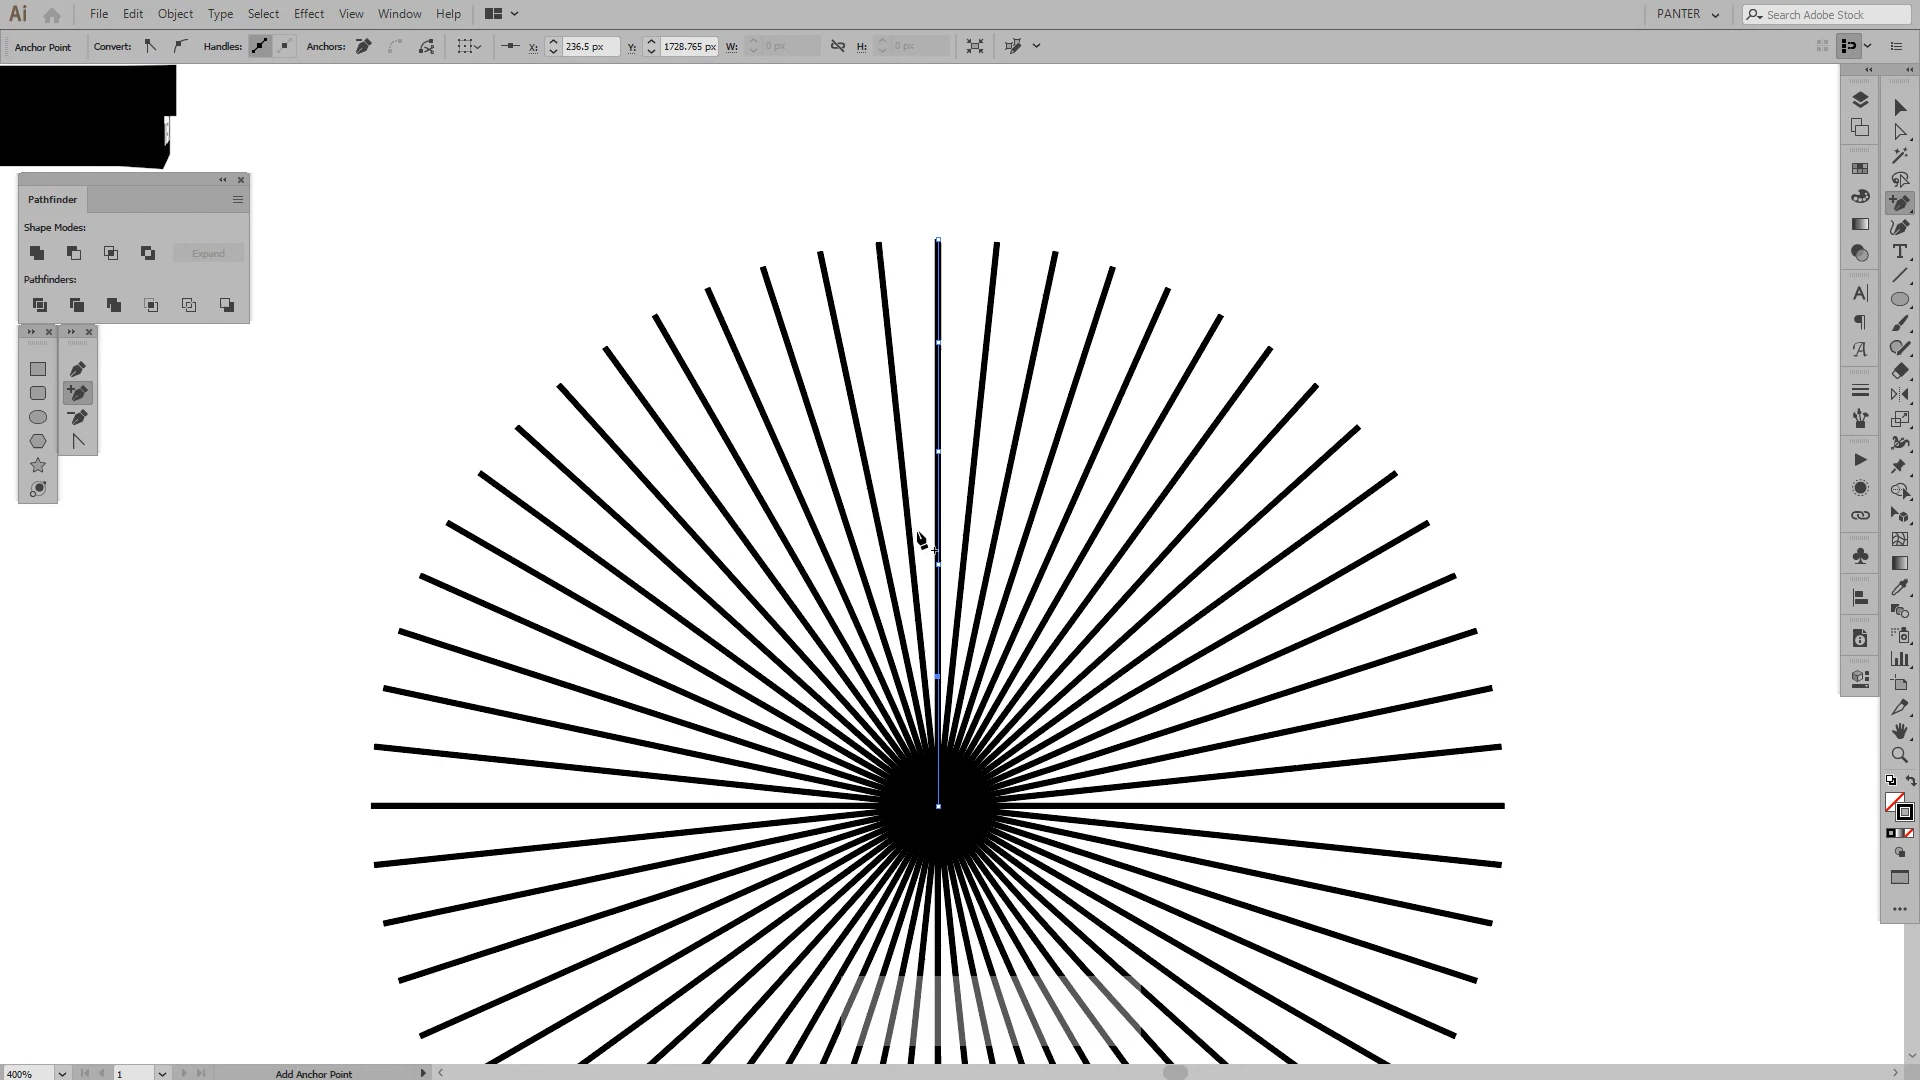 Ai File Edit Object Type Select Effect View Window Help PANTER Search Adobe Stock
Anchor Point Convert: Handles: Anchors: X: 236.5 px Y: 1728.765 px W: 0 px H: 0 px
Pathfinder
Shape Modes:
Expand
Pathfinders:
400% 1 Add Anchor Point